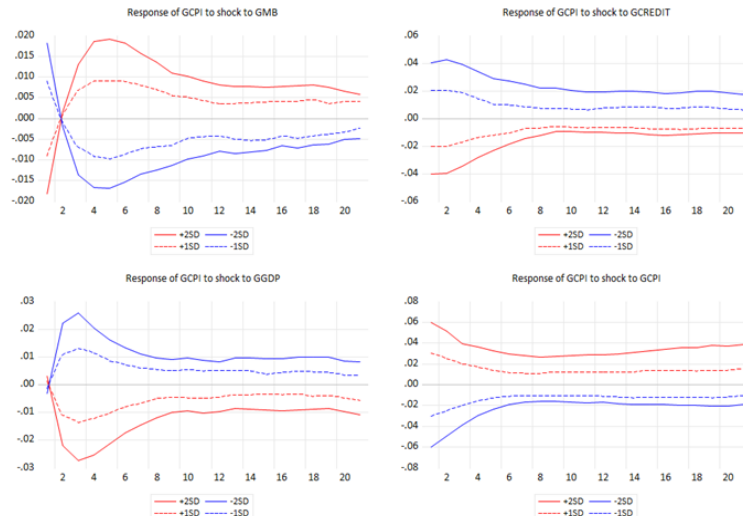 Response of GCPI to shock to GMB
.020
.015
.010
.005
.000
.005
-.010
-.015
-.020
2 4 6 8 10 12 14 16 18 20
+2SD -2SD
+1SD -1SD
Response of GCPI to shock to GCREDIT
.06
.04
.02
.00
-.02
-.04
-.06
2 4 6 8 10 12 14 16 18 20
+2SD -2SD
+1SD -1SD
Response of GCPI to shock to GGDP
.03
.02
.01
.00
-.01
-.02
-.03
2 4 6 8 10 12 14 16 18 20
+2SD -2SD
+1SD -1SD
Response of GCPI to shock to GCPI
.08
.06
.04
.02
.00
-.02
-.04
-.06
-.08
2 4 6 8 10 12 14 16 18 20
+2SD -2SD
+1SD -1SD